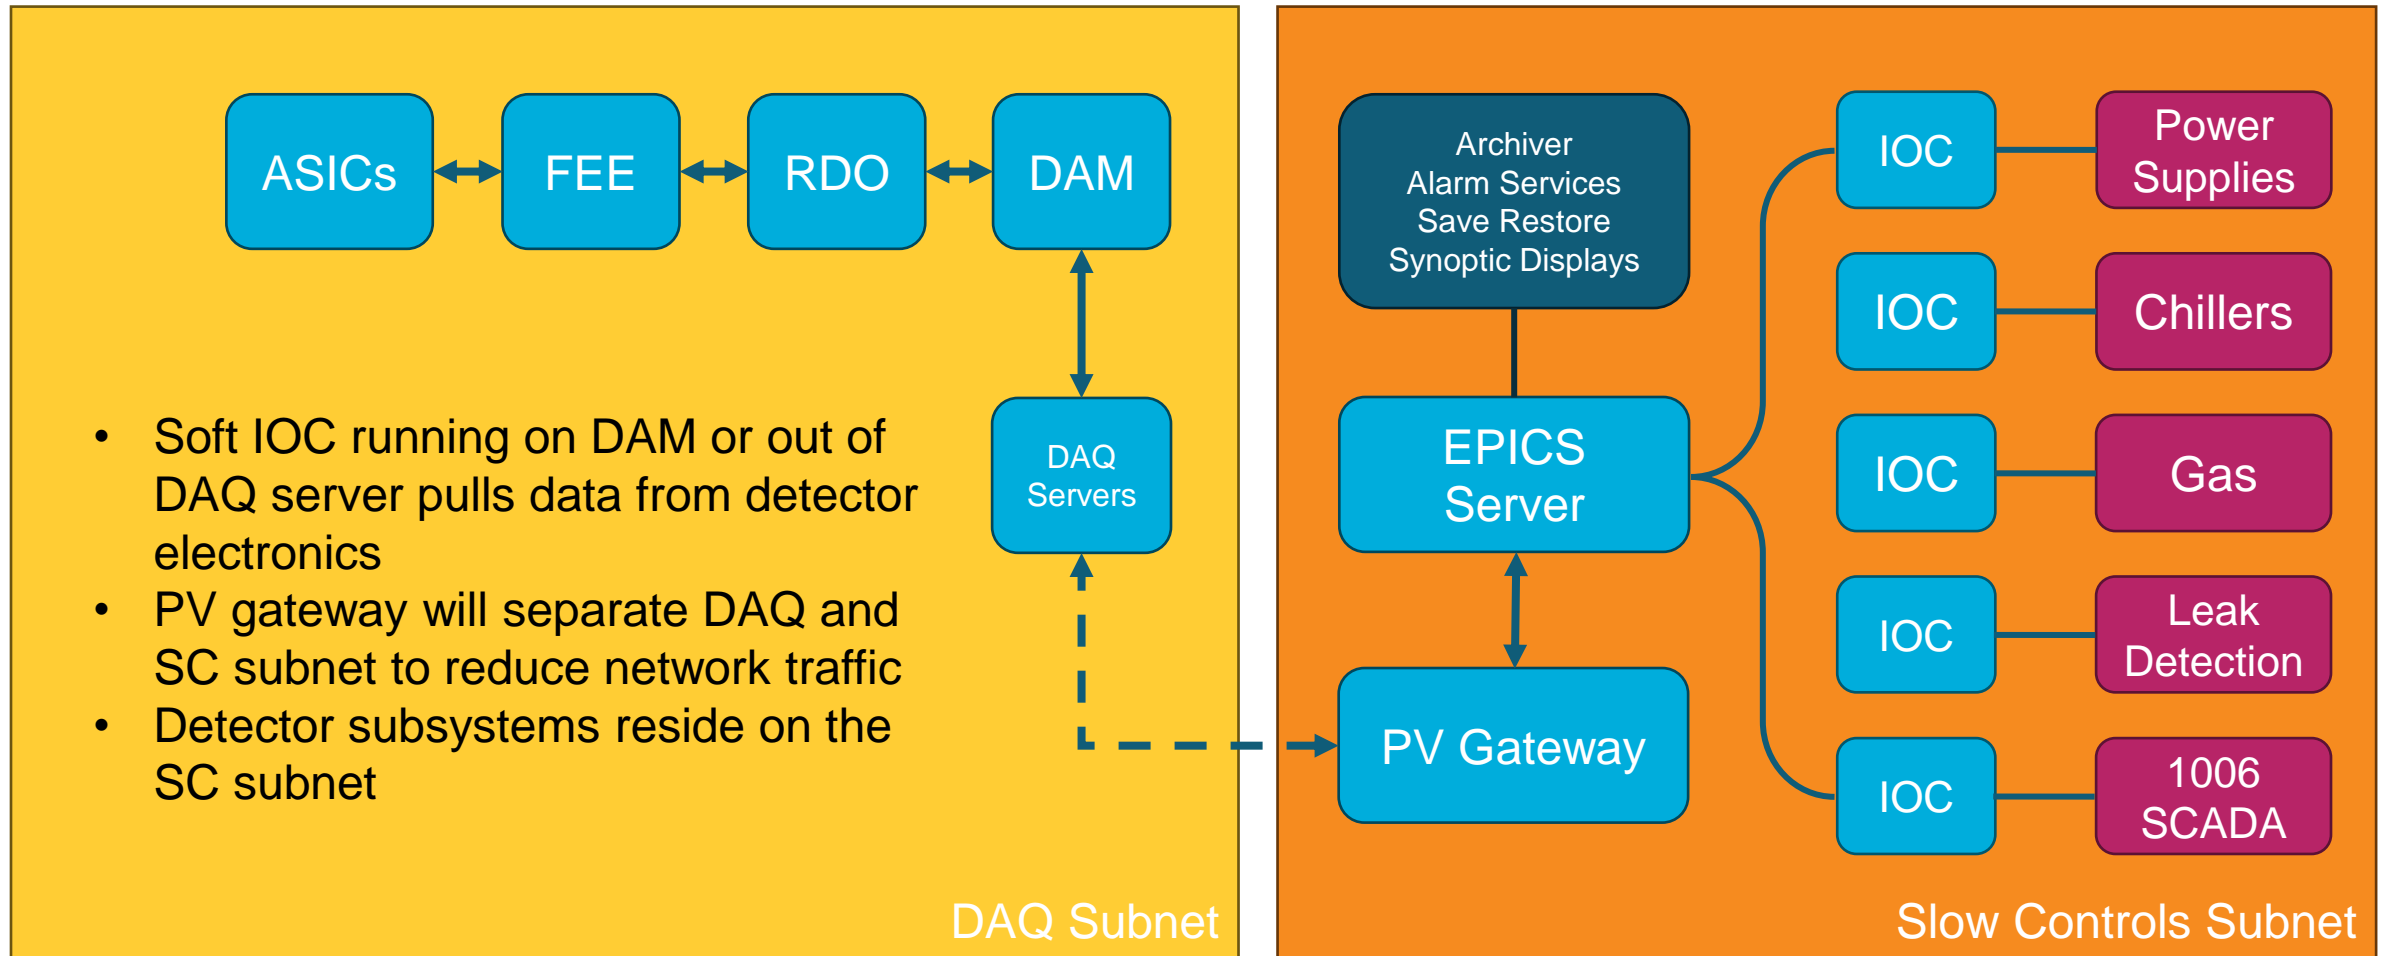 ASICs
FEE
RDO
DAM
DAQ
Servers
• Soft IOC running on DAM or out of
DAQ server pulls data from detector
electronics
• PV gateway will separate DAQ and
SC subnet to reduce network traffic
• Detector subsystems reside on the
SC subnet
DAQ Subnet
Archiver
Alarm Services
Save Restore
Synoptic Displays
EPICS
Server
PV Gateway
IOC
Power
Supplies
IOC
Chillers
IOC
Gas
IOC
Leak
Detection
IOC
1006
SCADA
Slow Controls Subnet